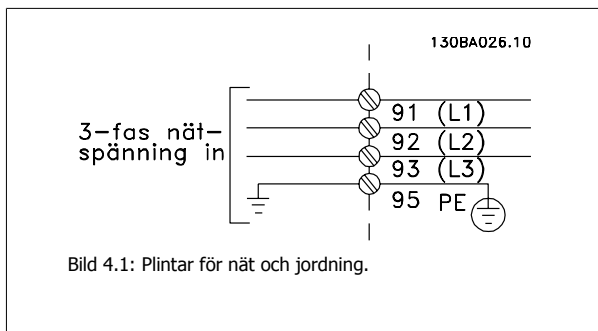 130BA026.10
3-fas nät-
spänning in
91 (L1)
92 (L2)
93 (L3)
95 PE
Bild 4.1: Plintar för nät och jordning.